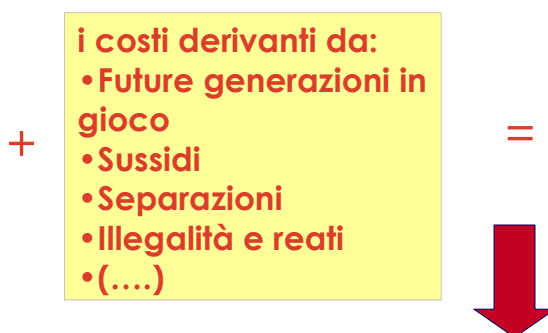 i costi derivanti da:
•Future generazioni in
gioco
+
•Sussidi
=
•Separazioni
•Illegalità e reati
•(....)